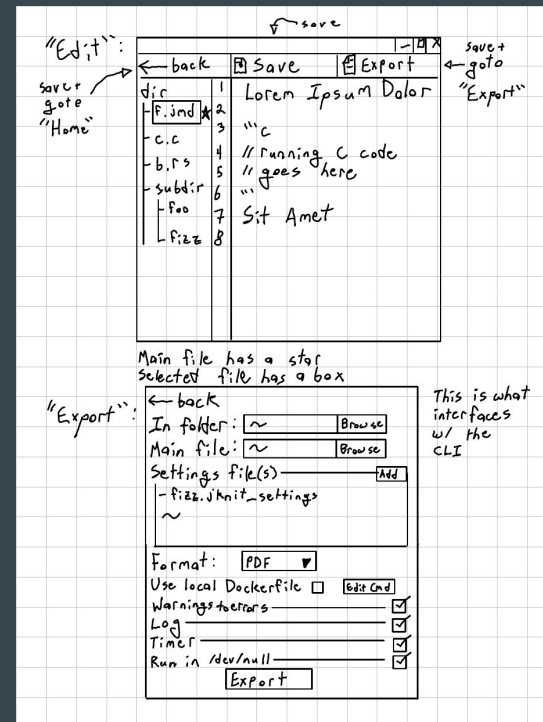 save
"Edit":
← back
Save
Export
save +
goto
"Home"
save +
goto
"Export"
dir
f.jmd ★
c.c
b.rs
subdir
foo
fizz
1 Lorem Ipsum Dolor
2
3 ```c
4 // running C code
5 // goes here
6 ```
7 Sit Amet
8
Main file has a star
Selected file has a box
"Export":
← back
In folder: ~ Browse
Main file: ~ Browse
Settings file(s) Add
- fizz.jknit_settings
~
Format: PDF ▼
Use local Dockerfile ☐ Edit Cmd
Warnings to errors ☑
Log ☑
Timer ☑
Run in /dev/null ☑
Export
This is what
interfaces
w/ the
CLI